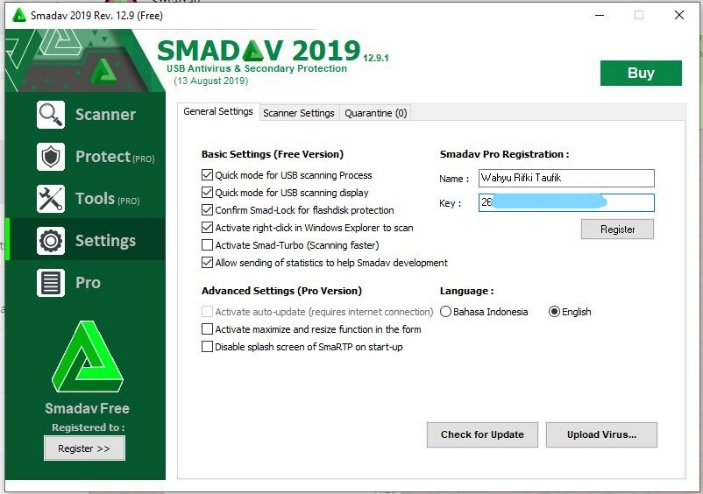 Smadav
Smadav 2019 Rev. 12.9 (Free)
SMADAV 2019 12.9.1
USB Antivirus & Secondary Protection
(13 August 2019)
Buy
Scanner
Protect (PRO)
Tools (PRO)
Settings
Pro
Smadav Free
Registered to :
Register >>
General Settings Scanner Settings Quarantine (0)
Basic Settings (Free Version)
Quick mode for USB scanning Process
Quick mode for USB scanning display
Confirm Smad-Lock for flashdisk protection
Activate right-click in Windows Explorer to scan
Activate Smad-Turbo (Scanning faster)
Allow sending of statistics to help Smadav development
Smadav Pro Registration :
Name : Wahyu Rifki Taufik
Key : 26
Register
Advanced Settings (Pro Version)
Activate auto-update (requires internet connection)
Activate maximize and resize function in the form
Disable splash screen of SmaRTP on start-up
Language :
Bahasa Indonesia English
Check for Update Upload Virus...